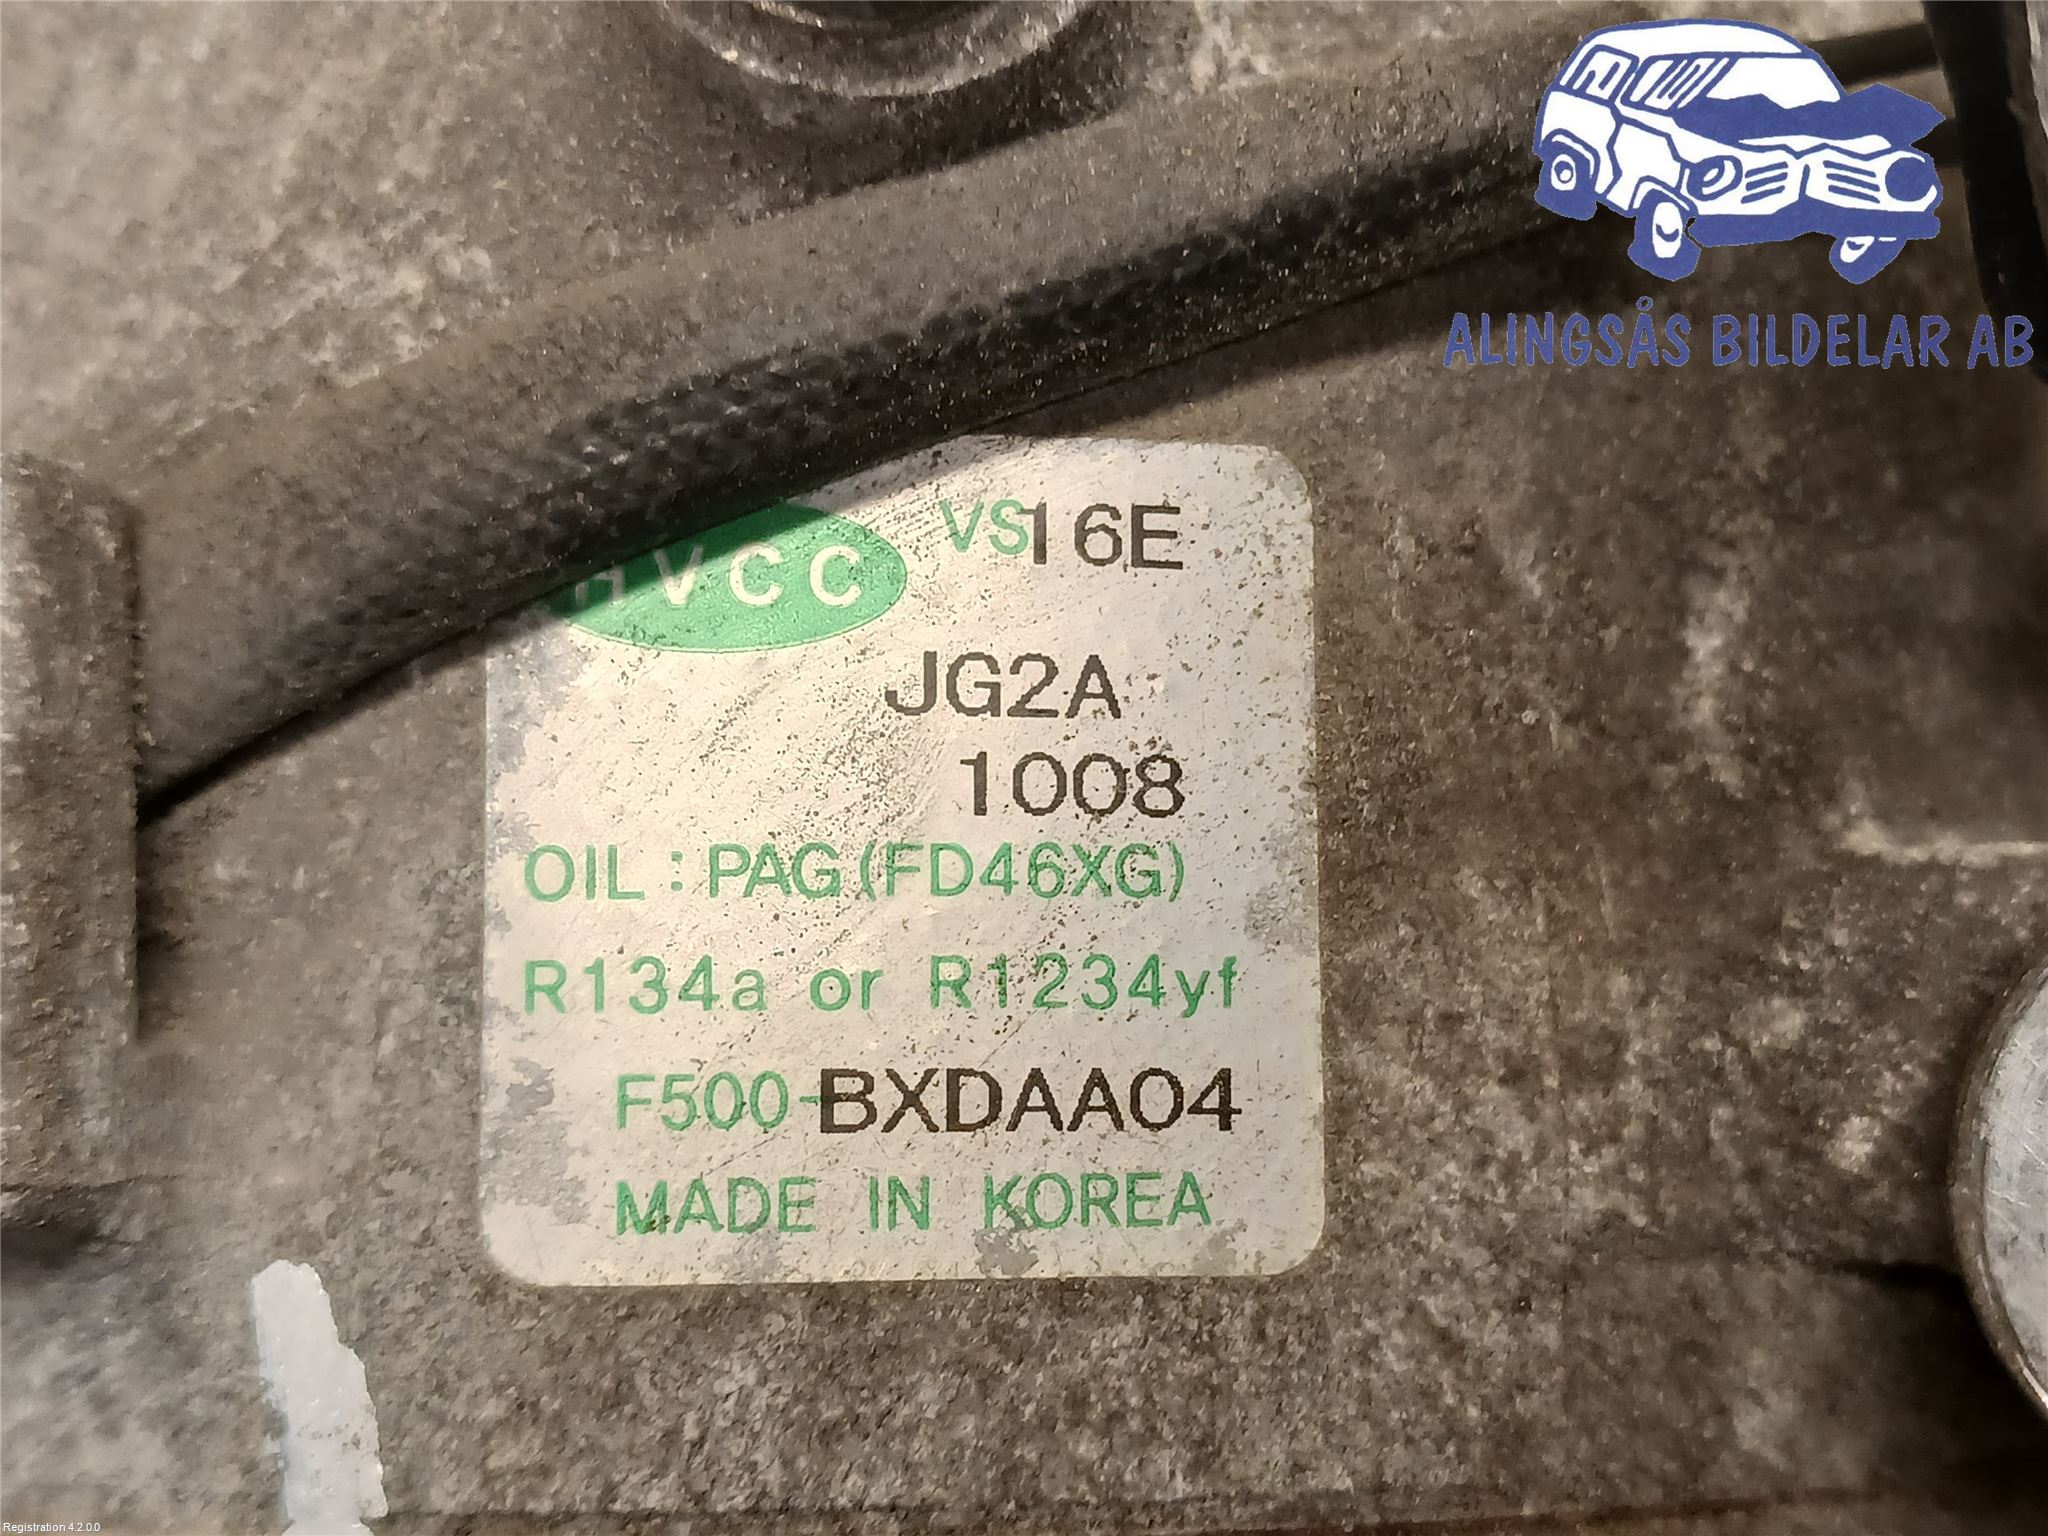 ALINGSÅS BILDELAR AB
HVCC VS16E
JG2A
1008
OIL : PAG (FD46XG)
R134a or R1234yf
F500-BXDAA04
MADE IN KOREA
Registration 4.2.0.0